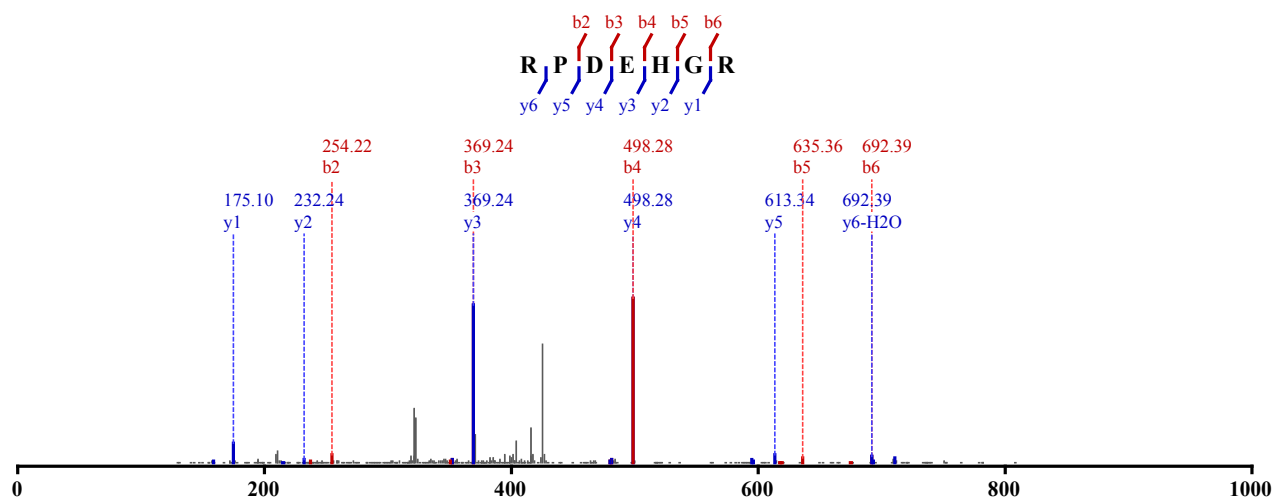 b2 b3 b4 b5 b6
R P D E H G R
y6 y5 y4 y3 y2 y1
254.22 369.24 498.28 635.36 692.39
b2 b3 b4 b5 b6
175.10 232.24 369.24 498.28 613.34 692.39
y1 y2 y3 y4 y5 y6-H2O
0 200 400 600 800 1000